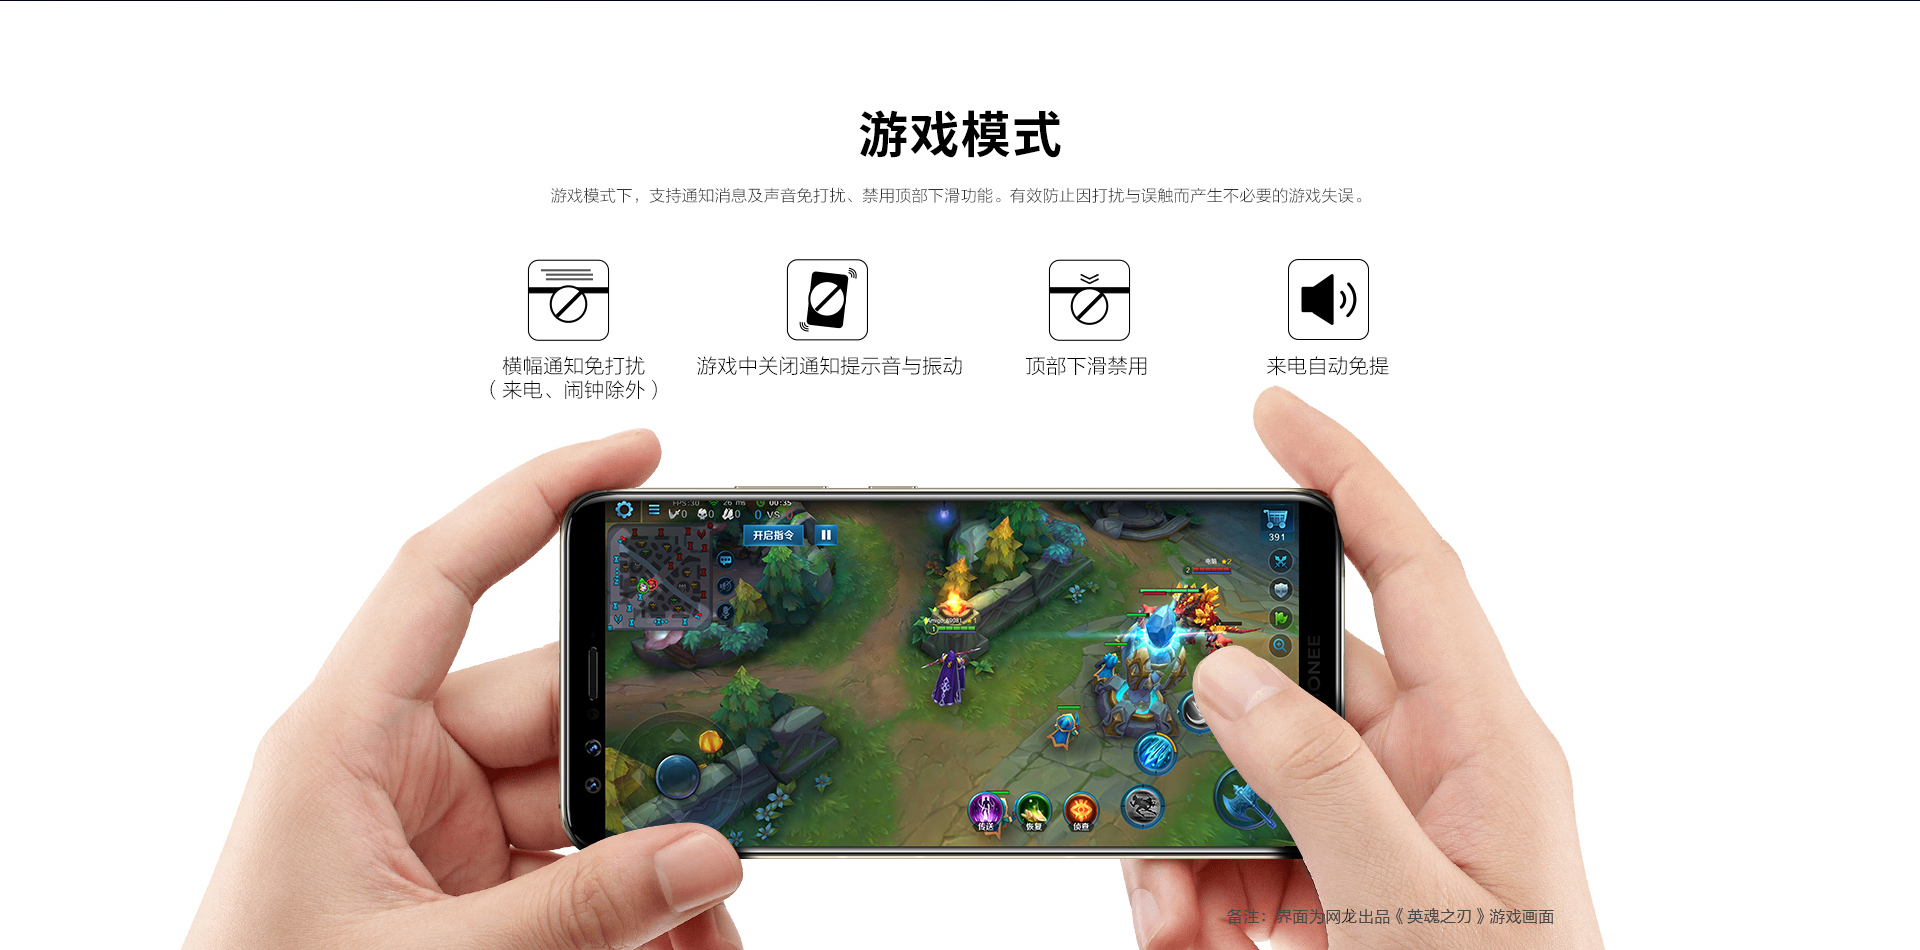 游戏模式
游戏模式下，支持通知消息及声音免打扰、禁用顶部下滑功能。有效防止因打扰与误触而产生不必要的游戏失误。
横幅通知免打扰
（来电、闹钟除外）
游戏中关闭通知提示音与振动
顶部下滑禁用
来电自动免提
FPS:30 26 ms 00:35
0 0 0 0 VS 0
开启指令
391
电脑 ★2
2
★1
1
传送
恢复
侦查
备注：界面为网龙出品《英魂之刃》游戏画面